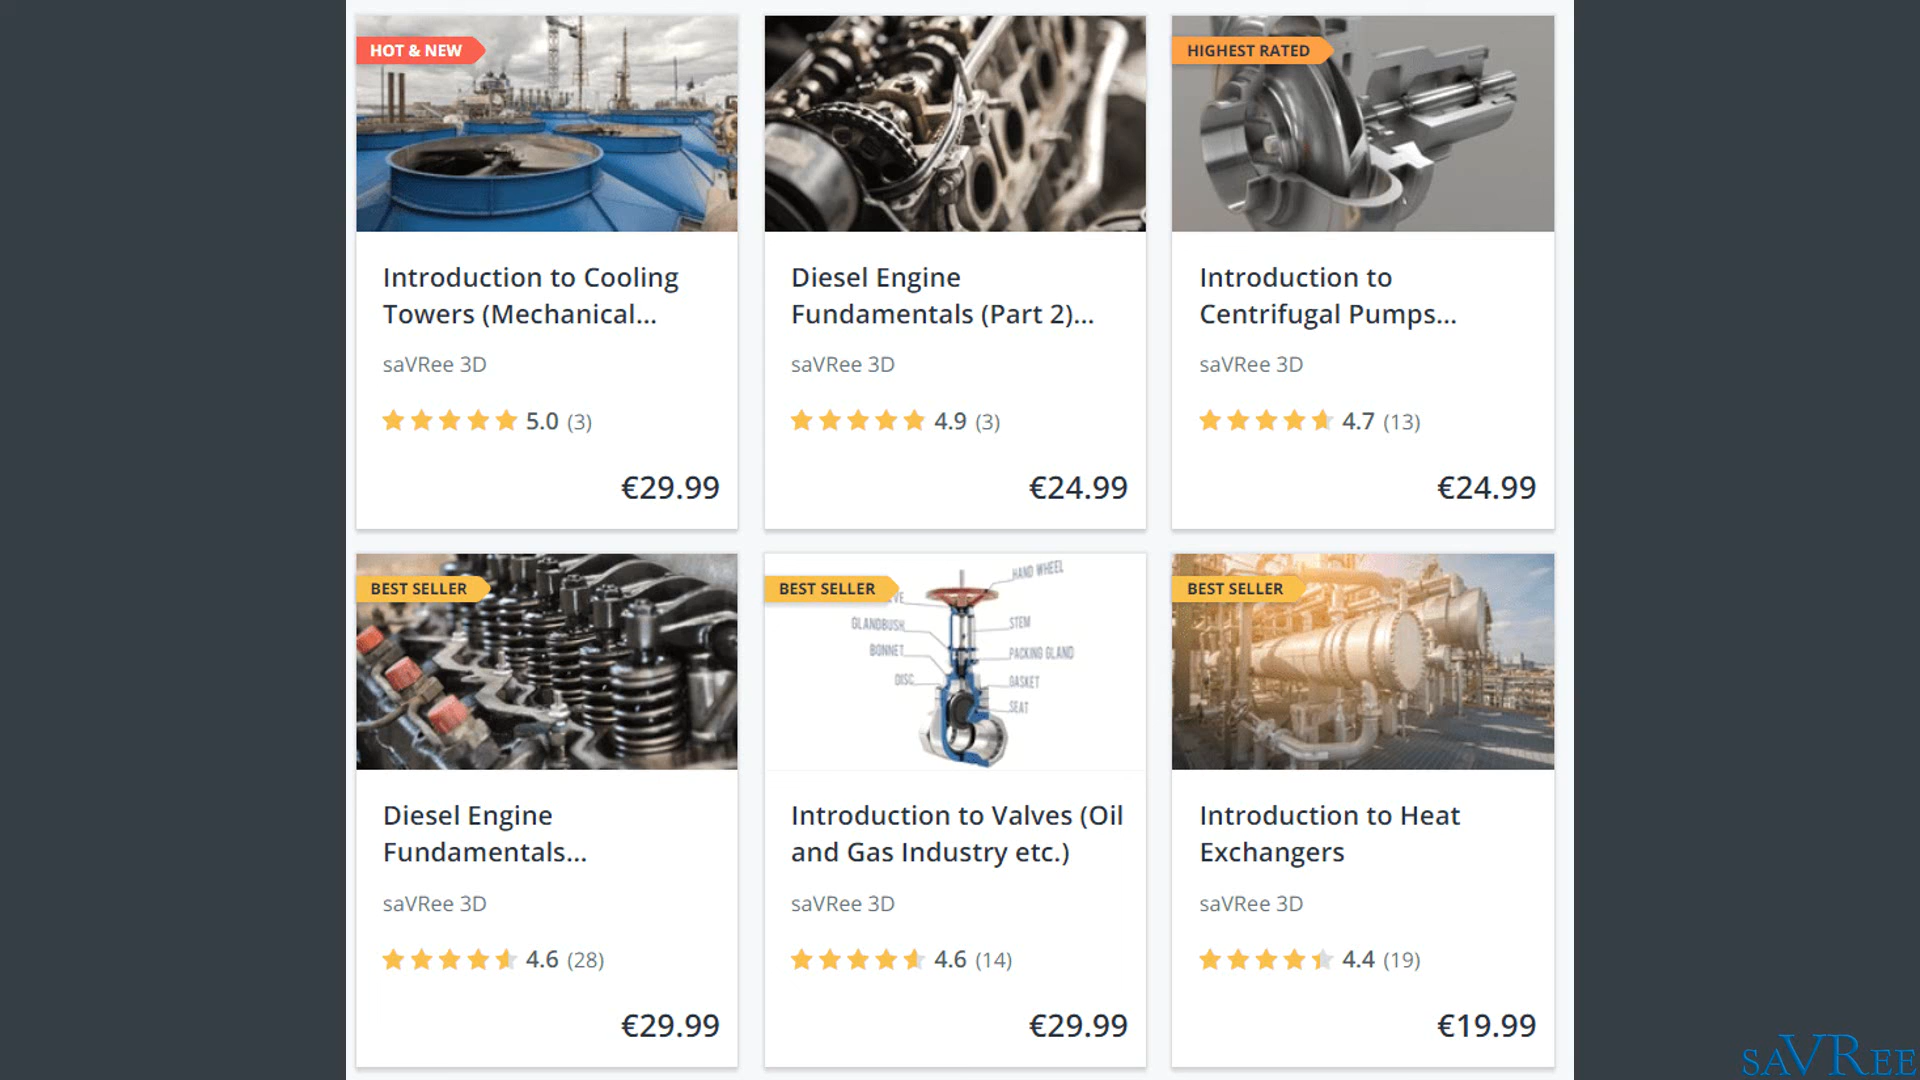 HOT & NEW
Introduction to Cooling
Towers (Mechanical...
saVRee 3D
5.0 (3)
€29.99
Diesel Engine
Fundamentals (Part 2)...
saVRee 3D
4.9 (3)
€24.99
HIGHEST RATED
Introduction to
Centrifugal Pumps...
saVRee 3D
4.7 (13)
€24.99
BEST SELLER
Diesel Engine
Fundamentals...
saVRee 3D
4.6 (28)
€29.99
BEST SELLER
HAND WHEEL
VE
GLANDBUSH
STEM
BONNET
PACKING GLAND
DISC
GASKET
SEAT
Introduction to Valves (Oil
and Gas Industry etc.)
saVRee 3D
4.6 (14)
€29.99
BEST SELLER
Introduction to Heat
Exchangers
saVRee 3D
4.4 (19)
€19.99
saVRee